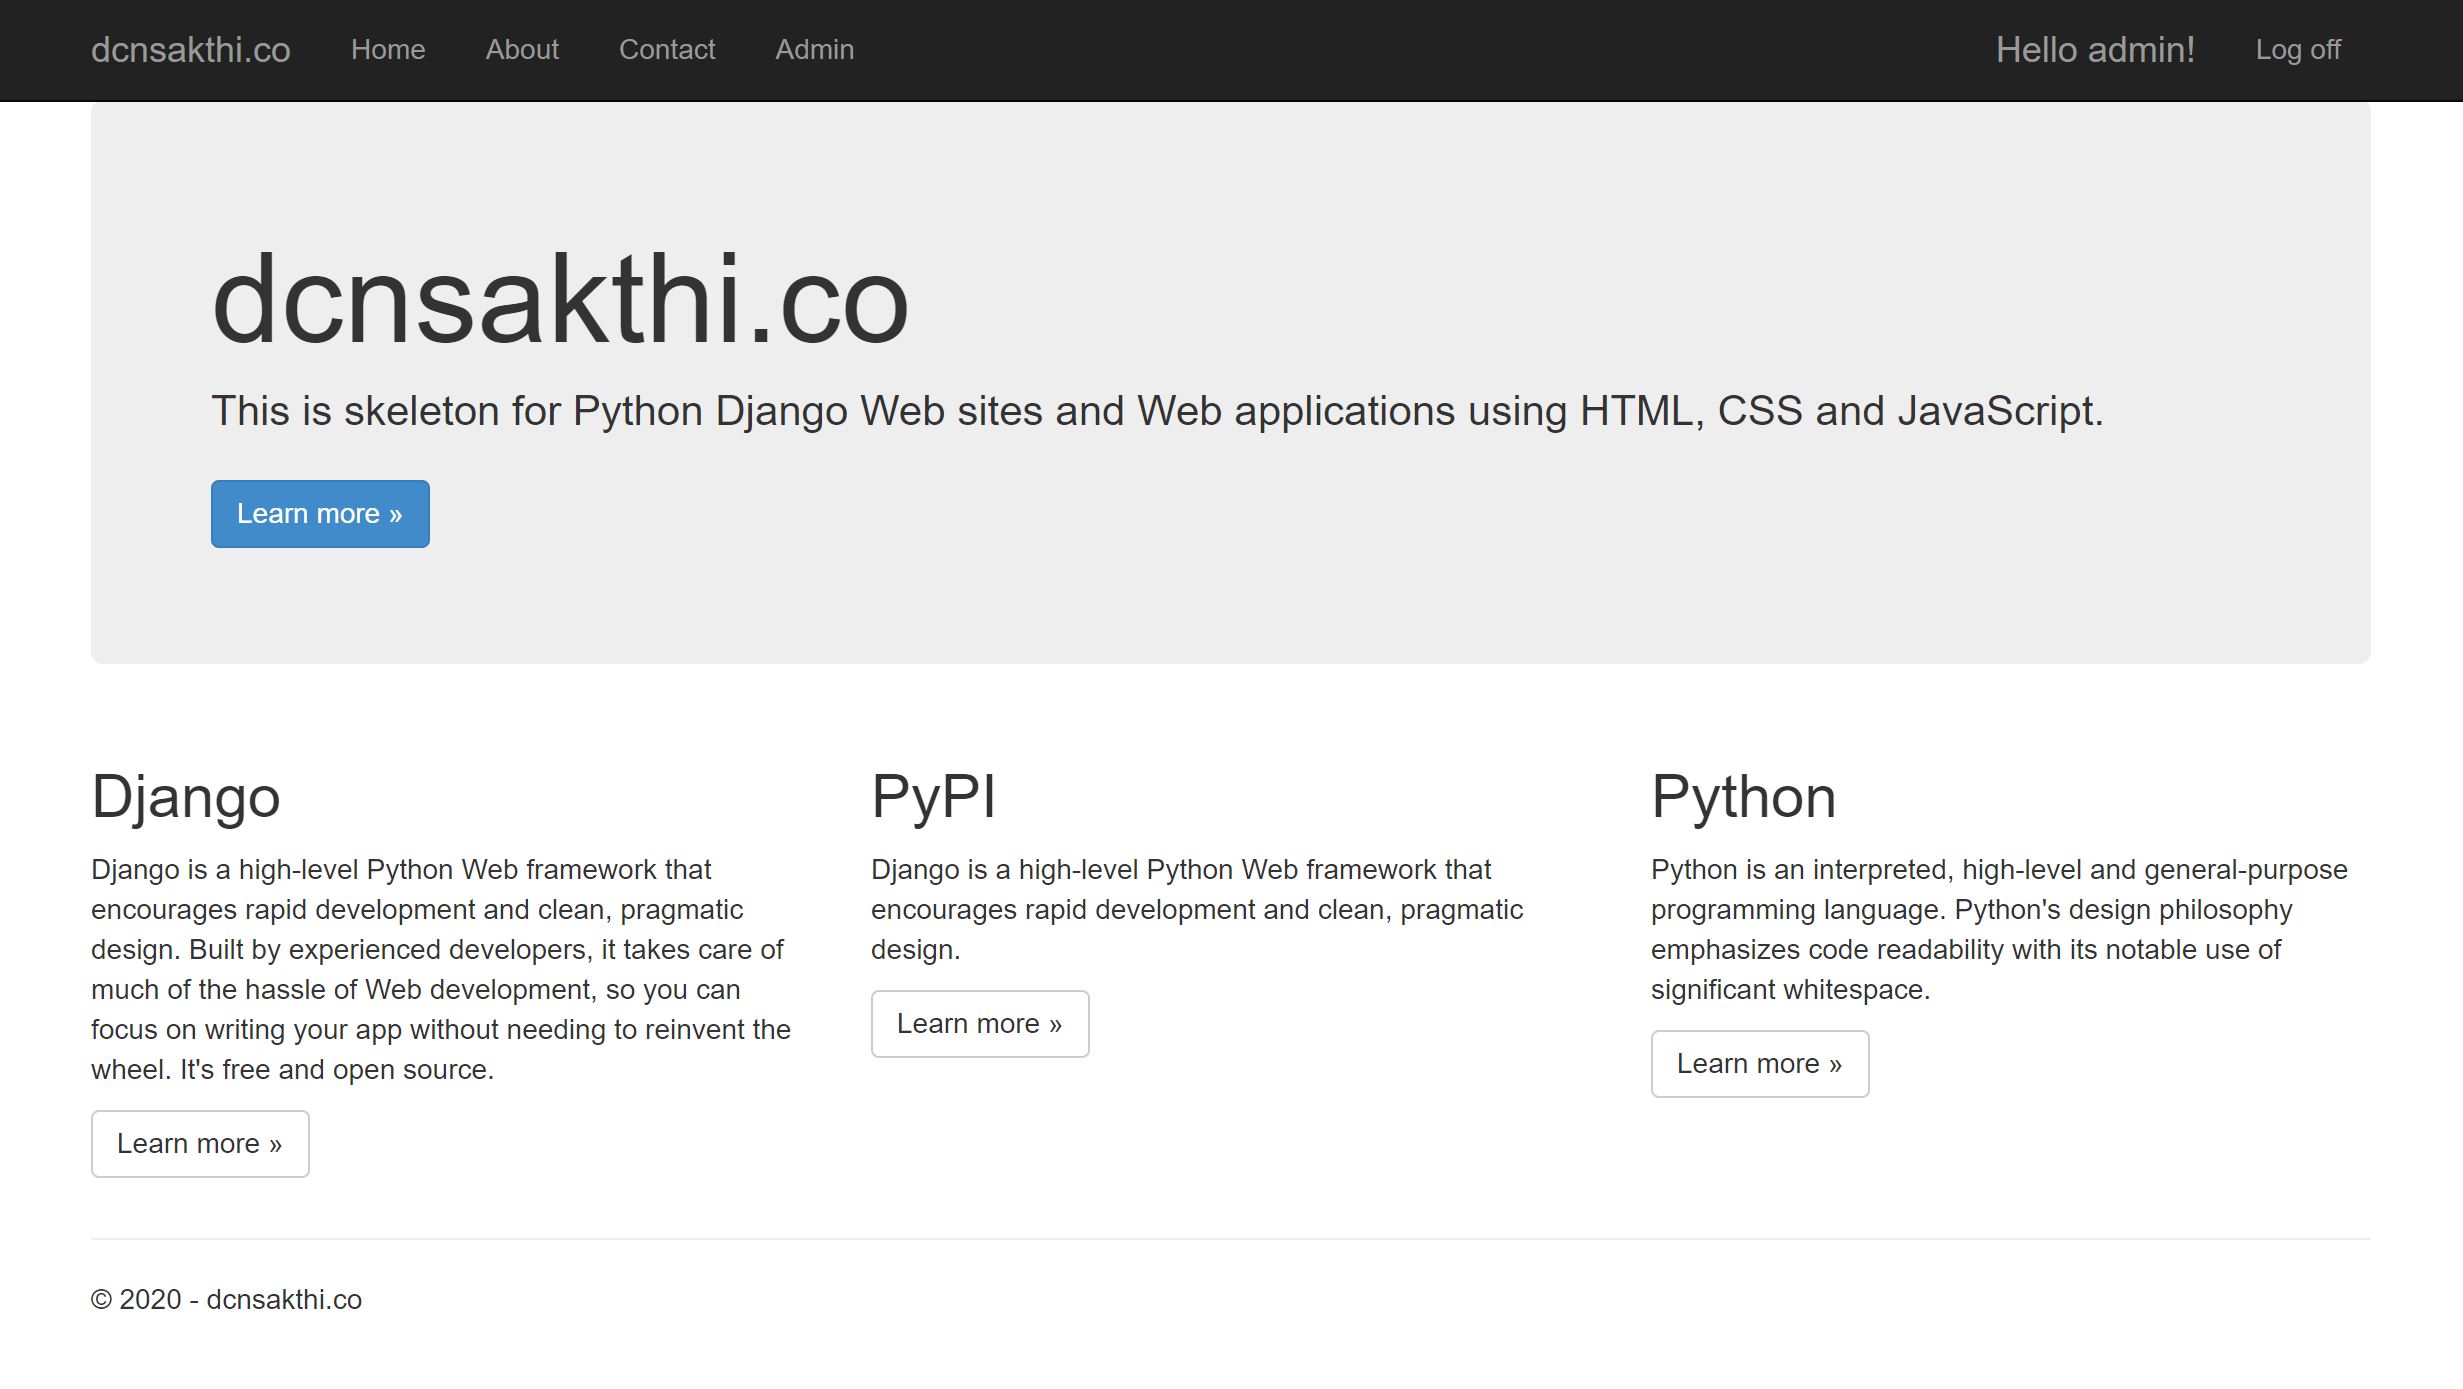 dcnsakthi.co Home About Contact Admin Hello admin! Log off
dcnsakthi.co
This is skeleton for Python Django Web sites and Web applications using HTML, CSS and JavaScript.
Learn more »
Django
Django is a high-level Python Web framework that
encourages rapid development and clean, pragmatic
design. Built by experienced developers, it takes care of
much of the hassle of Web development, so you can
focus on writing your app without needing to reinvent the
wheel. It's free and open source.
Learn more »
PyPI
Django is a high-level Python Web framework that
encourages rapid development and clean, pragmatic
design.
Learn more »
Python
Python is an interpreted, high-level and general-purpose
programming language. Python's design philosophy
emphasizes code readability with its notable use of
significant whitespace.
Learn more »
© 2020 - dcnsakthi.co